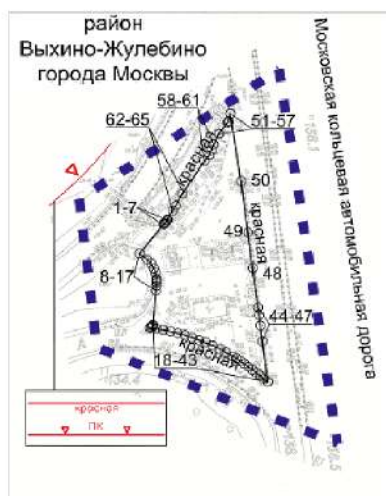 район
Выхино-Жулебино
города Москвы
Московская кольцевая автомобильная дорога
58-61
62-65
51-57
красная
1-7
50
красная
49
48
8-17
44-47
красная
18-43
красная
ПК